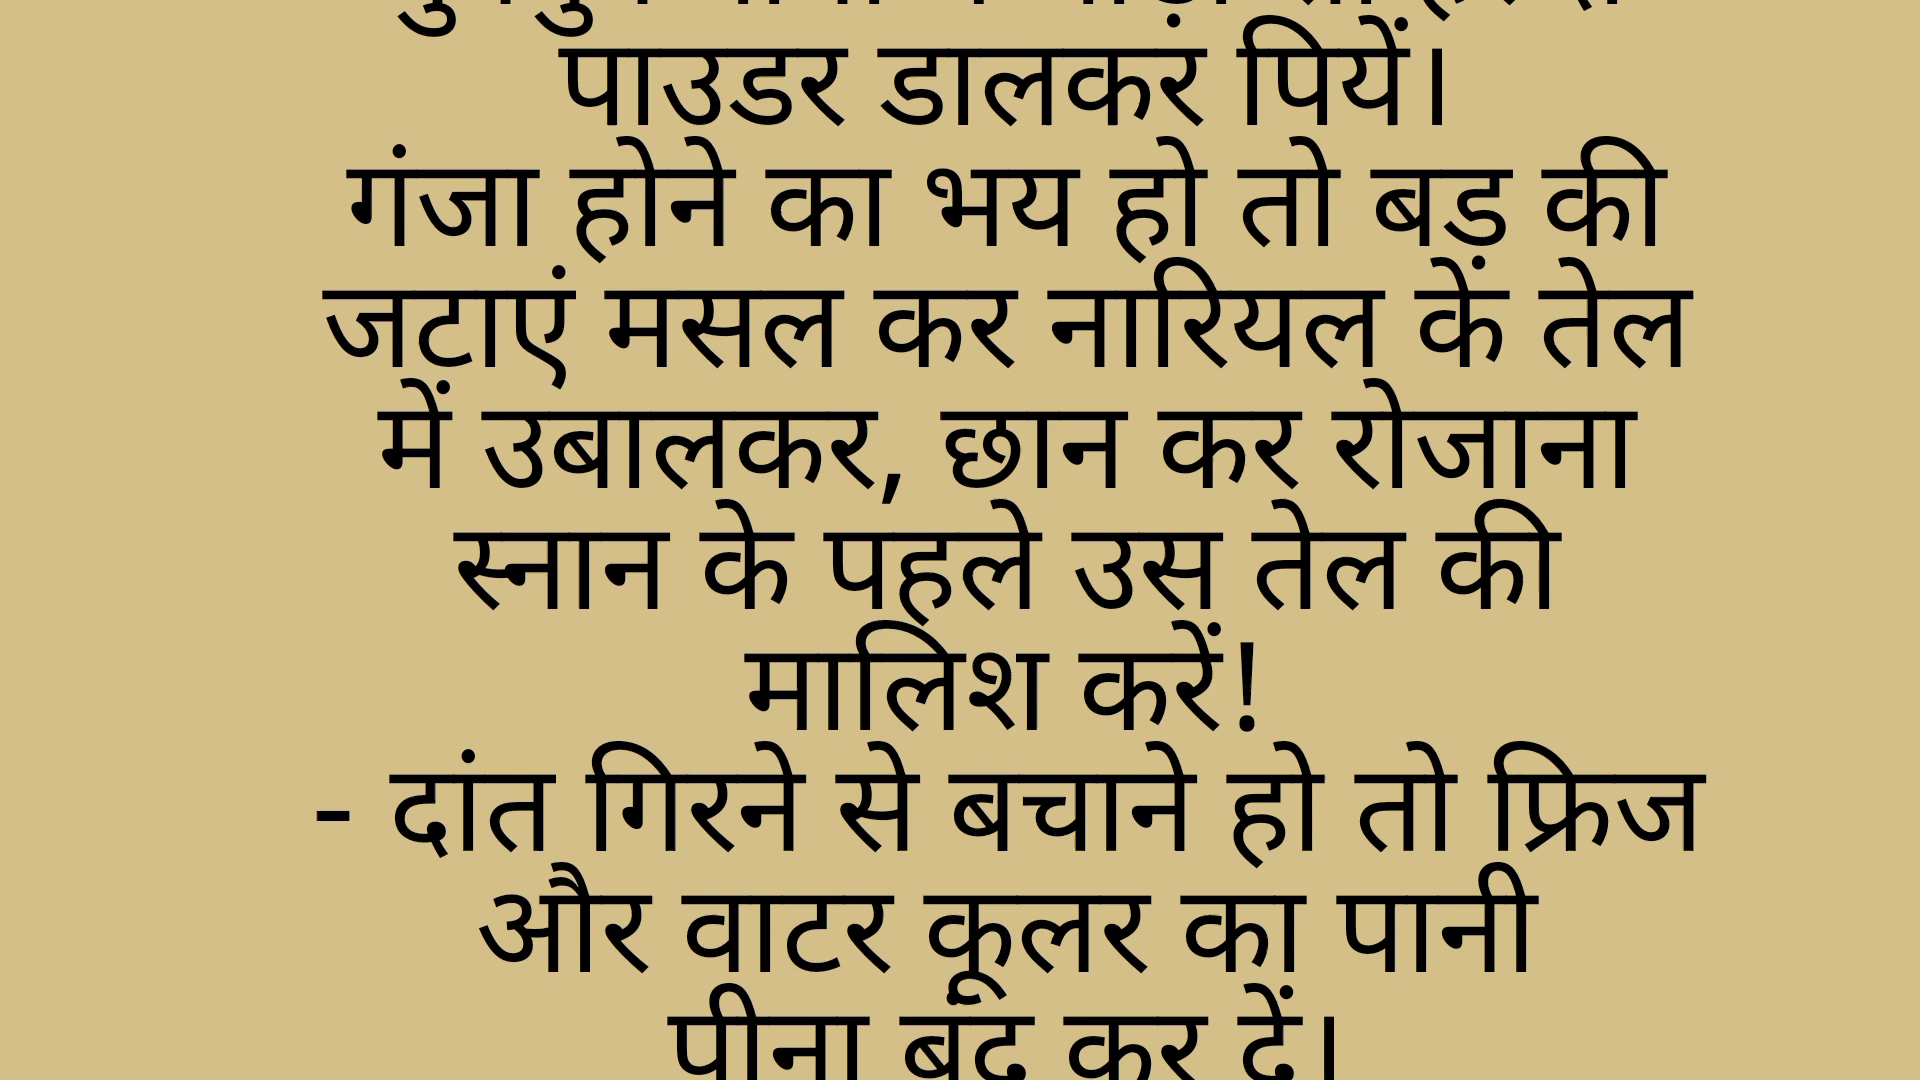 पाउडर डालकर पियें।
गंजा होने का भय हो तो बड़ की
जटाएं मसल कर नारियल कें तेल
में उबालकर, छान कर रोजाना
स्नान के पहले उस तेल की
मालिश करें!
- दांत गिरने से बचाने हो तो फ्रिज
और वाटर कूलर का पानी
पीना बंद कर दें।